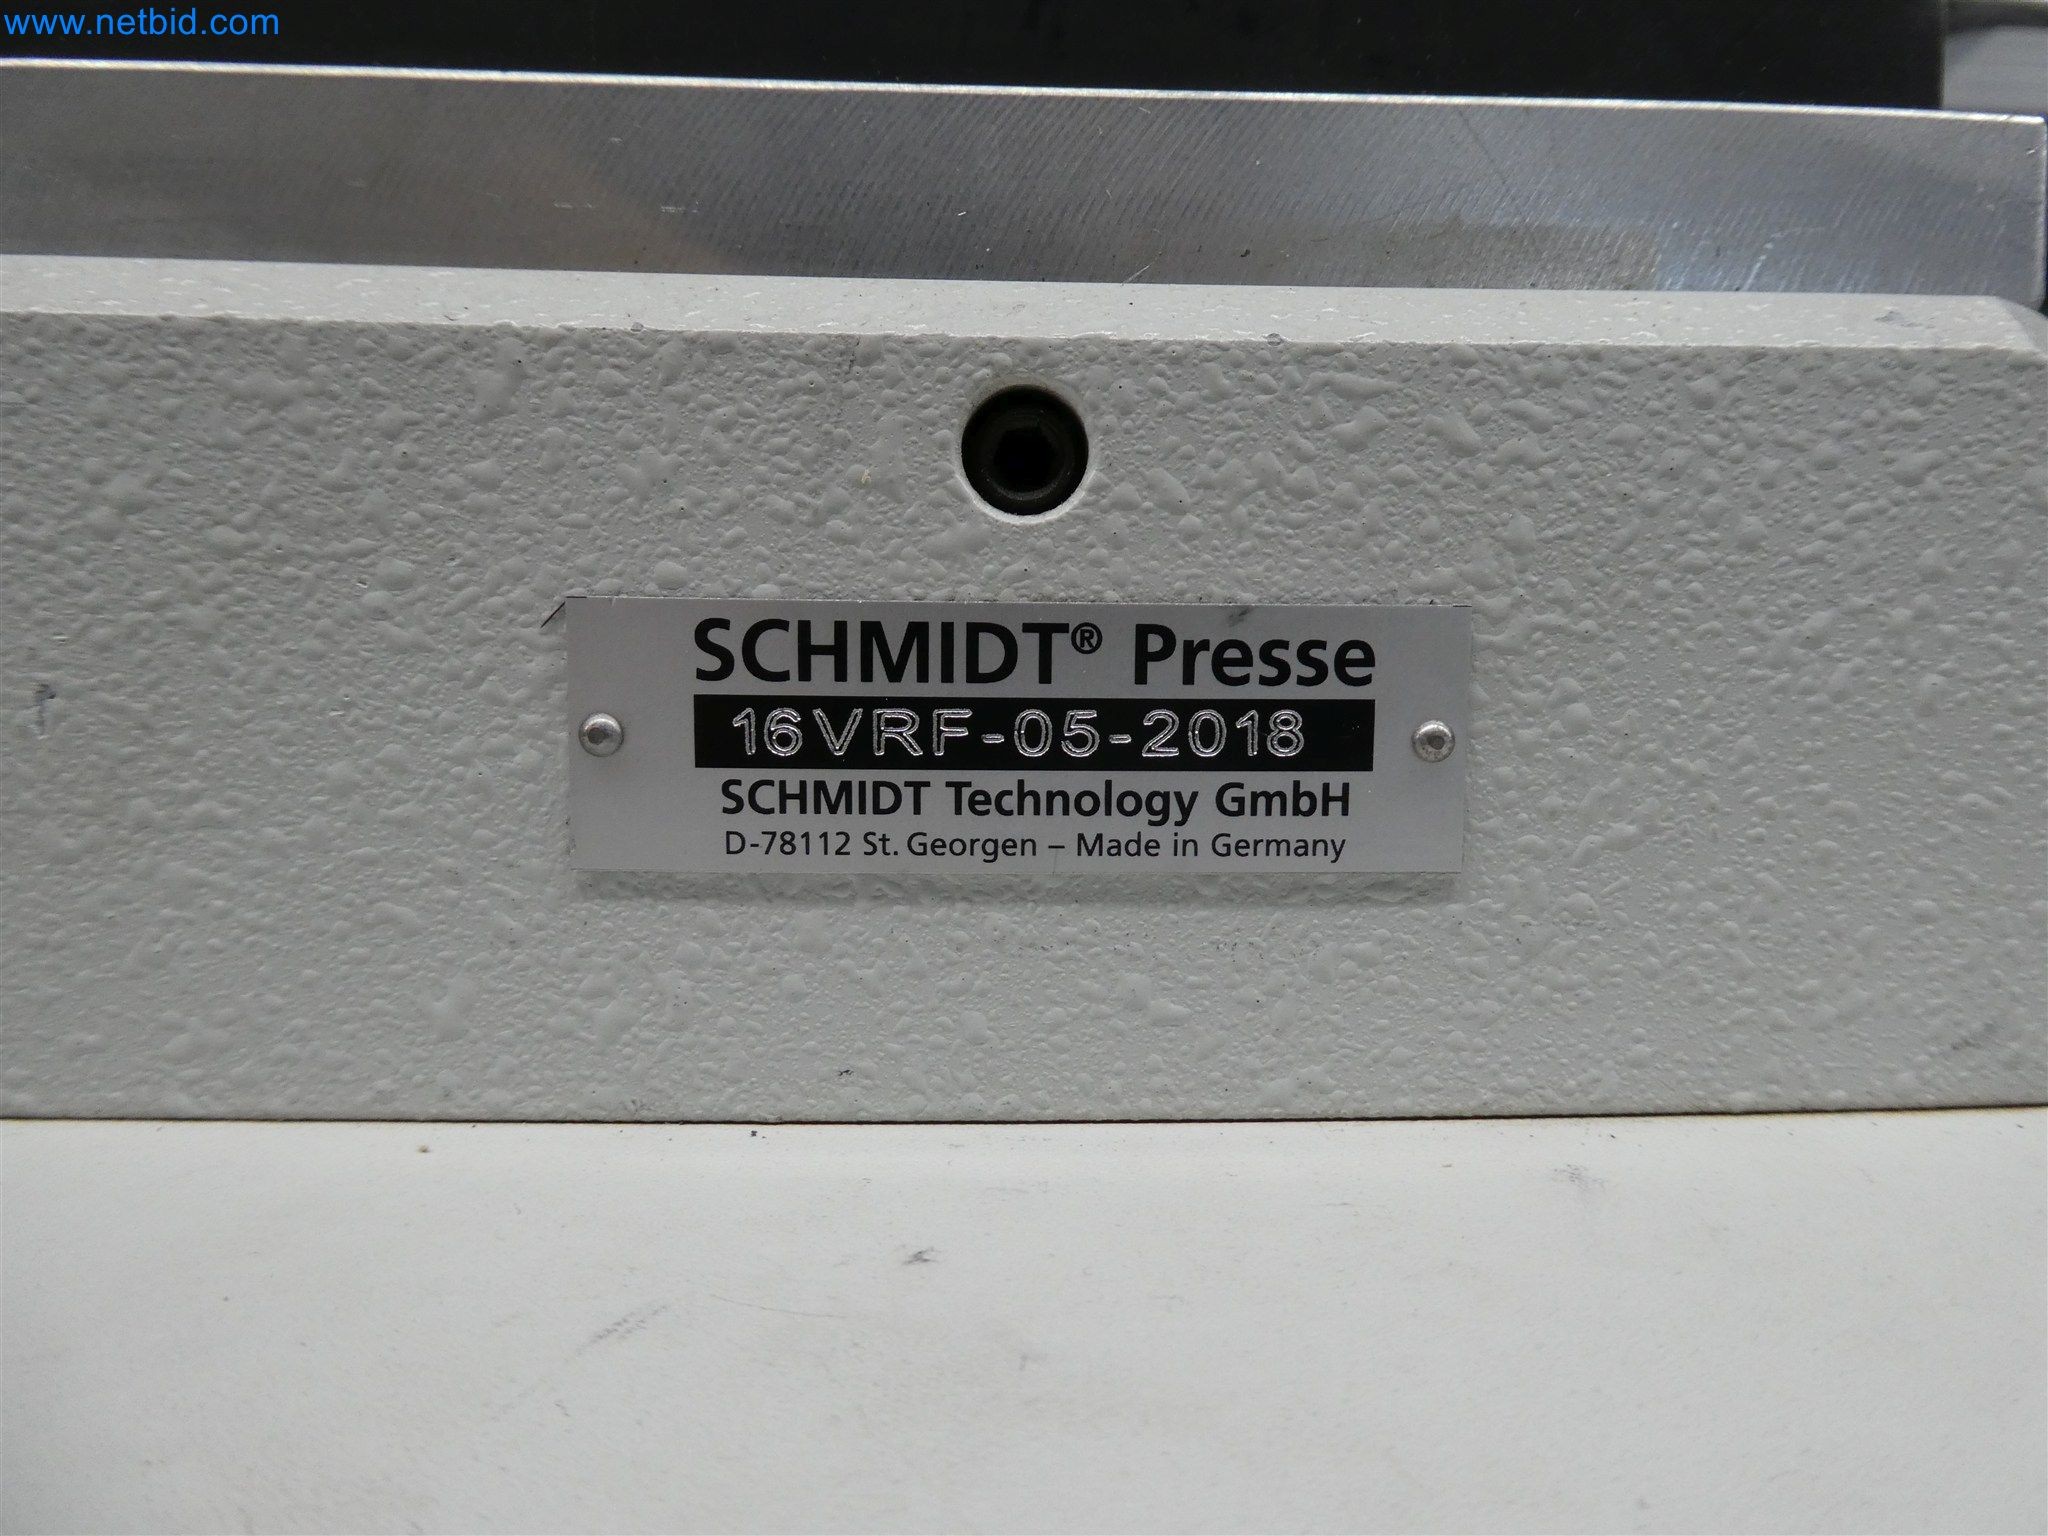 www.netbid.com
SCHMIDT® Presse
16VRF-05-2018
SCHMIDT Technology GmbH
D-78112 St. Georgen – Made in Germany